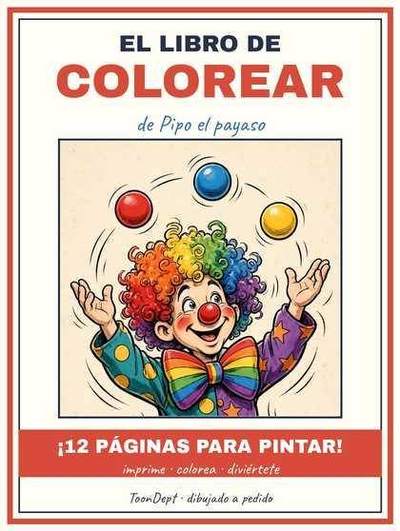 EL LIBRO DE
COLOREAR
de Pipo el payaso
¡12 PÁGINAS PARA PINTAR!
imprime · colorea · diviértete
ToonDept · dibujado a pedido